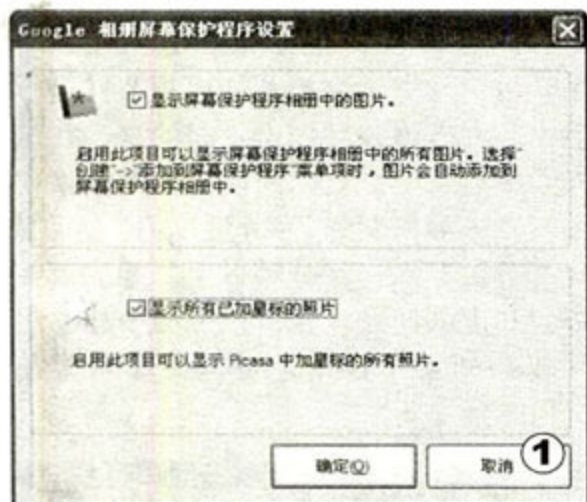 Google 相册屏幕保护程序设置
显示屏幕保护程序相册中的图片。
启用此项目可以显示屏幕保护程序相册中的所有图片。选择“
创建”->“添加到屏幕保护程序”菜单项时，图片会自动添加到
屏幕保护程序相册中。
显示所有已加星标的照片
启用此项目可以显示 Picasa 中加星标的所有照片。
确定(O)
取消
1